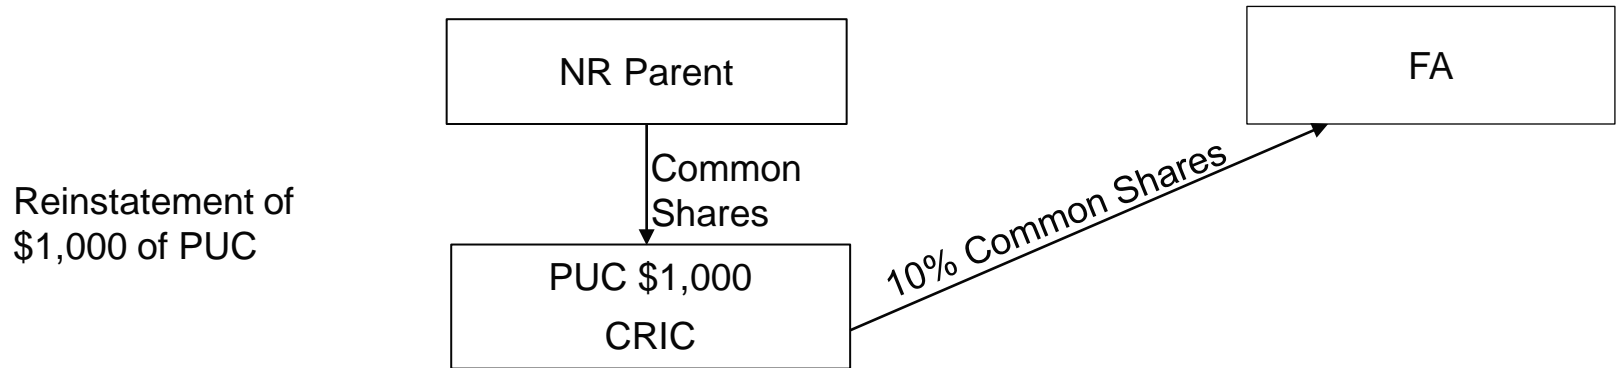 NR Parent
FA
Common
Shares
10% Common Shares
Reinstatement of
$1,000 of PUC
PUC $1,000
CRIC